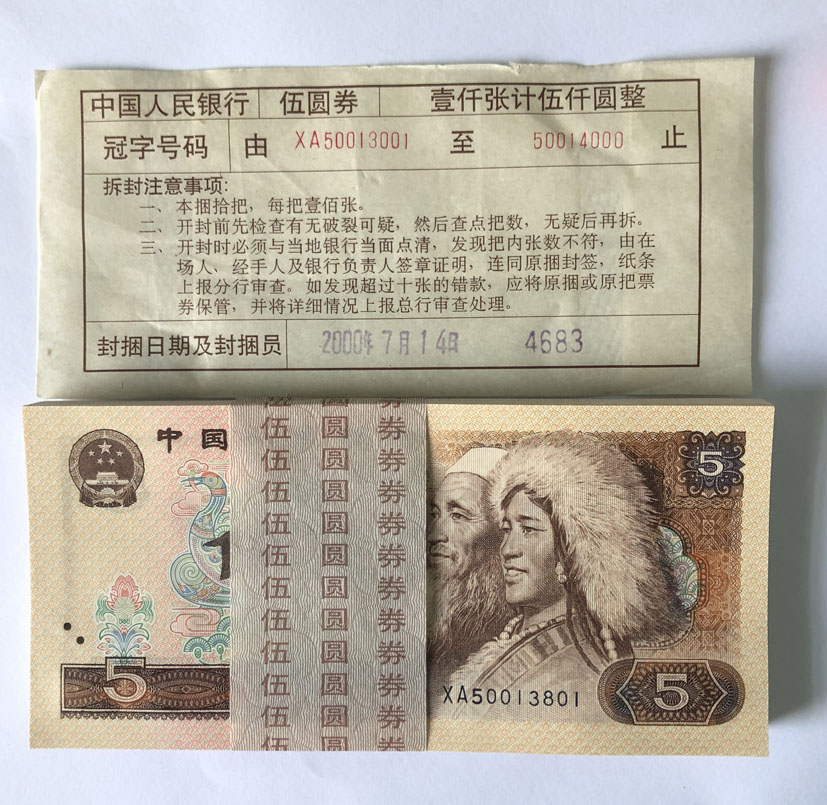 中国人民银行 伍圆券 壹仟张计伍仟圆整
冠字号码 由 XA50013001 至 50014000 止
拆封注意事项:
一、本捆拾把，每把壹佰张。
二、开封前先检查有无破裂可疑，然后查点把数，无疑后再拆。
三、开封时必须与当地银行当面点清，发现把内张数不符，由在
场人、经手人及银行负责人签章证明，连同原捆封签，纸条
上报分行审查。如发现超过十张的错款，应将原捆或原把票
券保管，并将详细情况上报总行审查处理。
封捆日期及封捆员 2000年7月14日 4683
中国
5
伍 圆 券
伍 圆 券
伍 圆 券
伍 圆 券
伍 圆 券
伍 圆 券
伍 圆 券
伍 圆 券
伍 圆 券
伍 圆 券
伍 圆 券
5
XA50013801
5